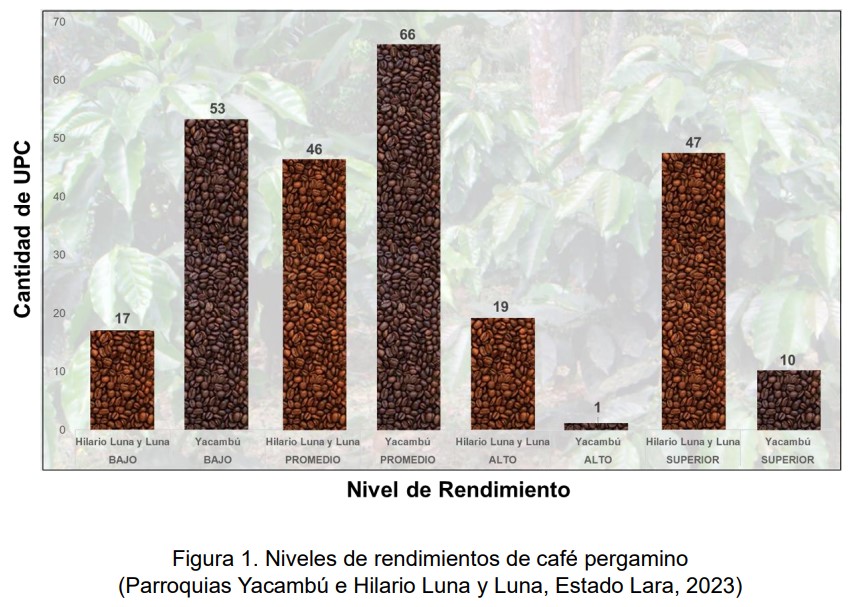 Cantidad de UPC
70
60
50
40
30
20
10
0
17
53
46
66
19
1
47
10
Hilario Luna y Luna Yacambú Hilario Luna y Luna Yacambú Hilario Luna y Luna Yacambú Hilario Luna y Luna Yacambú
BAJO BAJO PROMEDIO PROMEDIO ALTO ALTO SUPERIOR SUPERIOR
Nivel de Rendimiento
Figura 1. Niveles de rendimientos de café pergamino
(Parroquias Yacambú e Hilario Luna y Luna, Estado Lara, 2023)